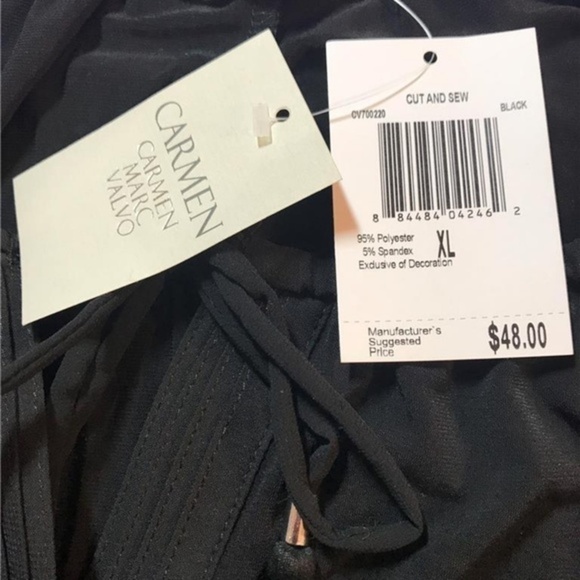 CARMEN
CARMEN
MARC
VALVO
CUT AND SEW
CV700220 BLACK
8 84484 04246 2
95% Polyester
5% Spandex XL
Exclusive of Decoration
Manufacturer's
Suggested
Price $48.00